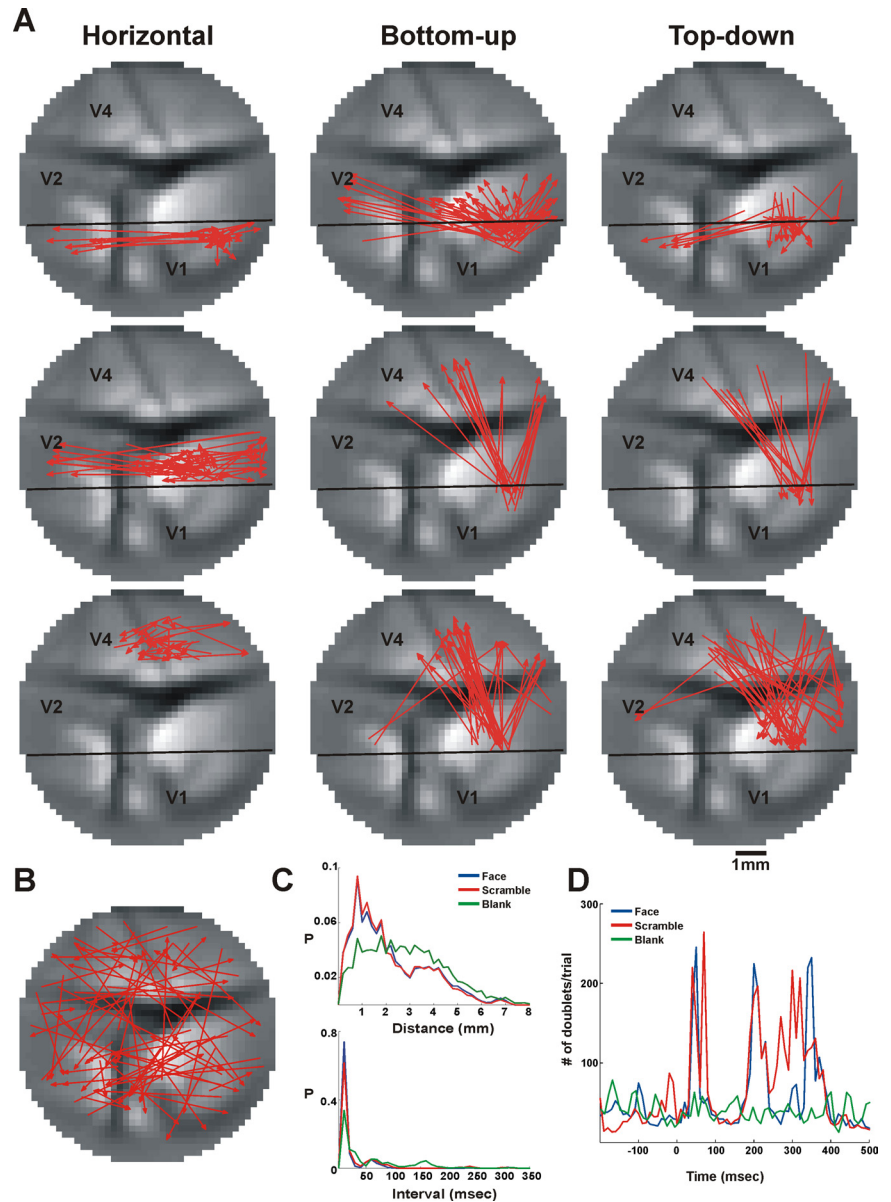 A
Horizontal Bottom-up Top-down
V4 V4 V4
V2 V2 V2
V1 V1 V1
V4 V4 V4
V2 V2 V2
V1 V1 V1
V4 V4 V4
V2 V2 V2
V1 V1 V1
1mm
B
C
0.1
0.06
P
0.02
Face
Scramble
Blank
1 2 3 4 5 6 7 8
Distance (mm)
0.8
P
0.4
0
50 100 150 200 250 300 350
Interval (msec)
D
300
200
100
# of doublets/trial
Face
Scramble
Blank
-100 0 100 200 300 400 500
Time (msec)